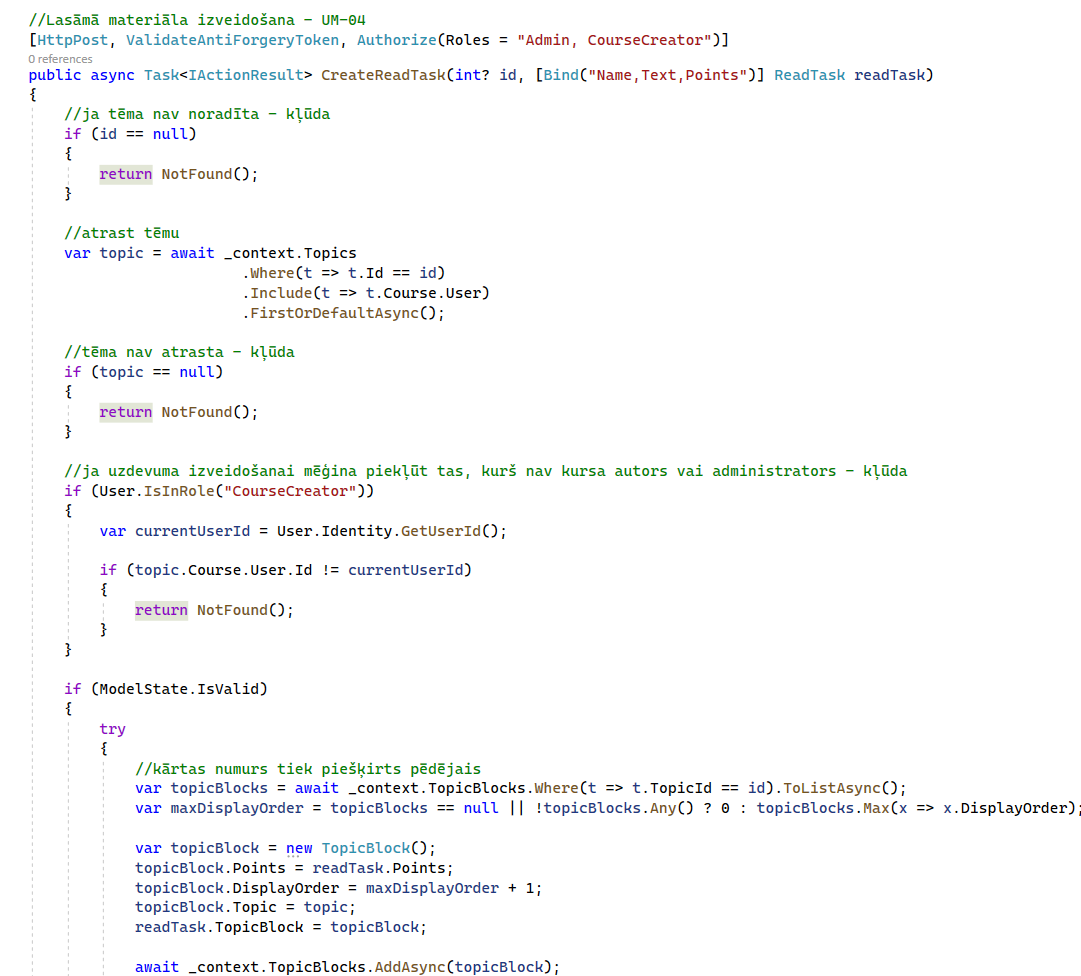 //Lasāmā materiāla izveidošana - UM-04
[HttpPost, ValidateAntiForgeryToken, Authorize(Roles = "Admin, CourseCreator")]
0 references
public async Task<IActionResult> CreateReadTask(int? id, [Bind("Name,Text,Points")] ReadTask readTask)
{
//ja tēma nav noradīta - kļūda
if (id == null)
{
return NotFound();
}
//atrast tēmu
var topic = await _context.Topics
.Where(t => t.Id == id)
.Include(t => t.Course.User)
.FirstOrDefaultAsync();
//tēma nav atrasta - kļūda
if (topic == null)
{
return NotFound();
}
//ja uzdevuma izveidošanai mēģina piekļūt tas, kurš nav kursa autors vai administrators - kļūda
if (User.IsInRole("CourseCreator"))
{
var currentUserId = User.Identity.GetUserId();
if (topic.Course.User.Id != currentUserId)
{
return NotFound();
}
}
if (ModelState.IsValid)
{
try
{
//kārtas numurs tiek piešķirts pēdējais
var topicBlocks = await _context.TopicBlocks.Where(t => t.TopicId == id).ToListAsync();
var maxDisplayOrder = topicBlocks == null || !topicBlocks.Any() ? 0 : topicBlocks.Max(x => x.DisplayOrder);
var topicBlock = new TopicBlock();
topicBlock.Points = readTask.Points;
topicBlock.DisplayOrder = maxDisplayOrder + 1;
topicBlock.Topic = topic;
readTask.TopicBlock = topicBlock;
await _context.TopicBlocks.AddAsync(topicBlock);